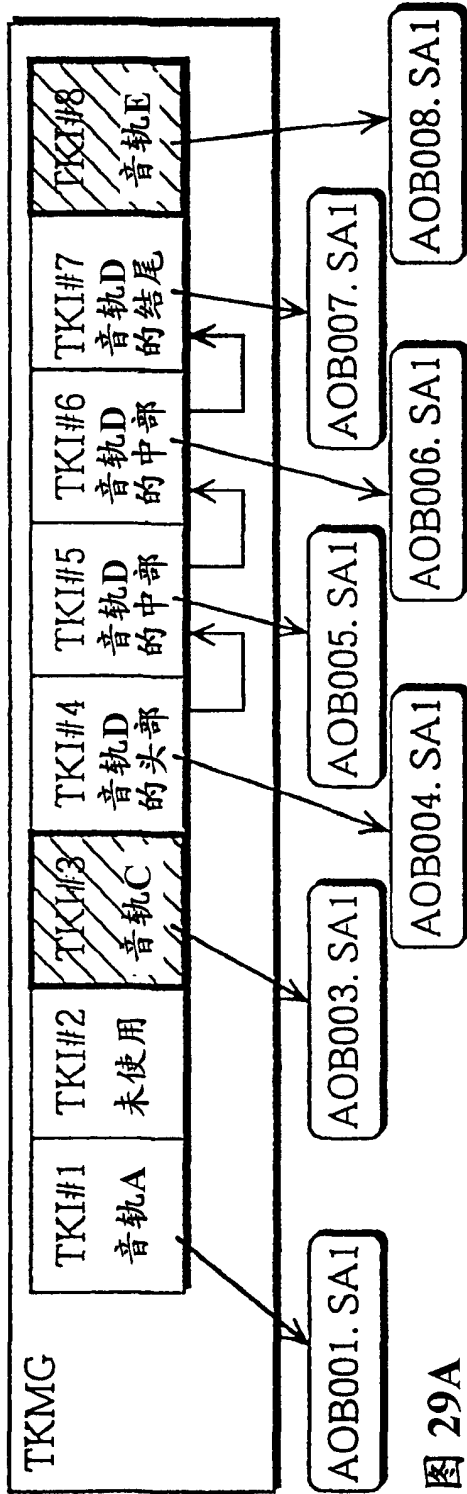 TKMG
TKI#1
音轨A
TKI#2
未使用
TKI#3
音轨C
TKI#4
音轨D
的头部
TKI#5
音轨D
的中部
TKI#6
音轨D
的中部
TKI#7
音轨D
的结尾
TKI#8
音轨E
AOB001.SA1
AOB003.SA1
AOB004.SA1
AOB005.SA1
AOB006.SA1
AOB007.SA1
AOB008.SA1
图 29A